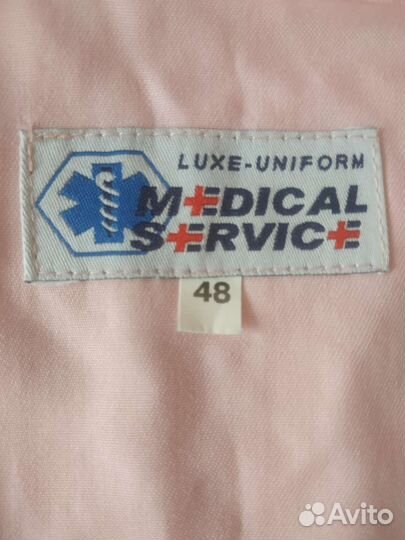 LUXE-UNIFORM
MEDICAL
SERVICE
48
Avito